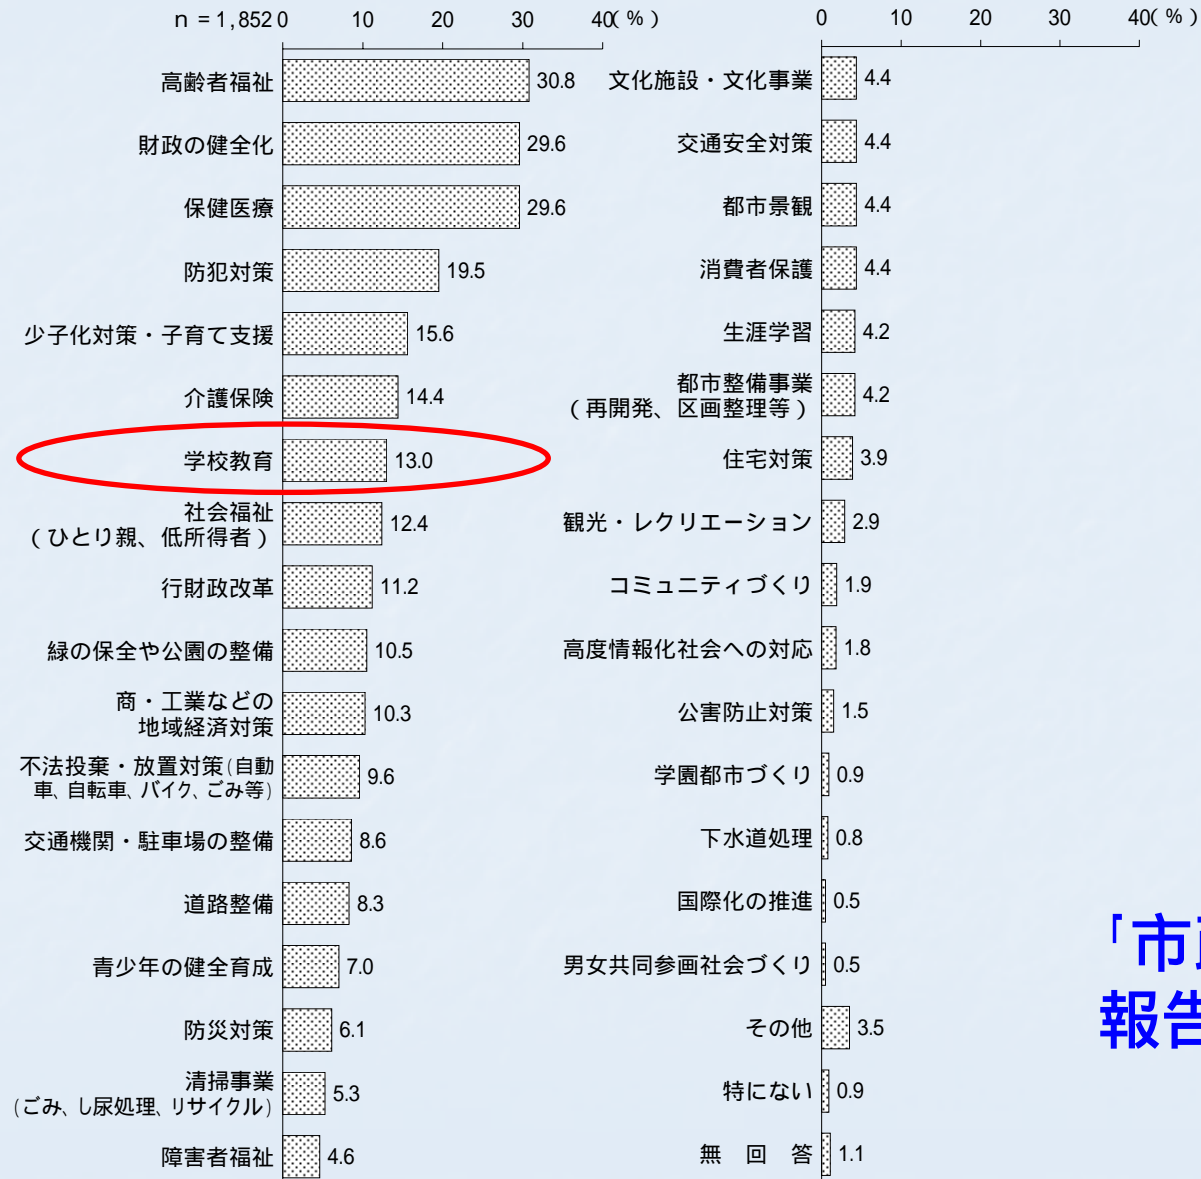 n = 1,852 0 10 20 30 40(%)
高齢者福祉 30.8
財政の健全化 29.6
保健医療 29.6
防犯対策 19.5
少子化対策・子育て支援 15.6
介護保険 14.4
学校教育 13.0
社会福祉
(ひとり親、低所得者) 12.4
行財政改革 11.2
緑の保全や公園の整備 10.5
商・工業などの
地域経済対策 10.3
不法投棄・放置対策(自動
車、自転車、バイク、ごみ等) 9.6
交通機関・駐車場の整備 8.6
道路整備 8.3
青少年の健全育成 7.0
防災対策 6.1
清掃事業
(ごみ、し尿処理、リサイクル) 5.3
障害者福祉 4.6
0 10 20 30 40(%)
文化施設・文化事業 4.4
交通安全対策 4.4
都市景観 4.4
消費者保護 4.4
生涯学習 4.2
都市整備事業
(再開発、区画整理等) 4.2
住宅対策 3.9
観光・レクリエーション 2.9
コミュニティづくり 1.9
高度情報化社会への対応 1.8
公害防止対策 1.5
学園都市づくり 0.9
下水道処理 0.8
国際化の推進 0.5
男女共同参画社会づくり 0.5
その他 3.5
特にない 0.9
無 回 答 1.1
「市
報告